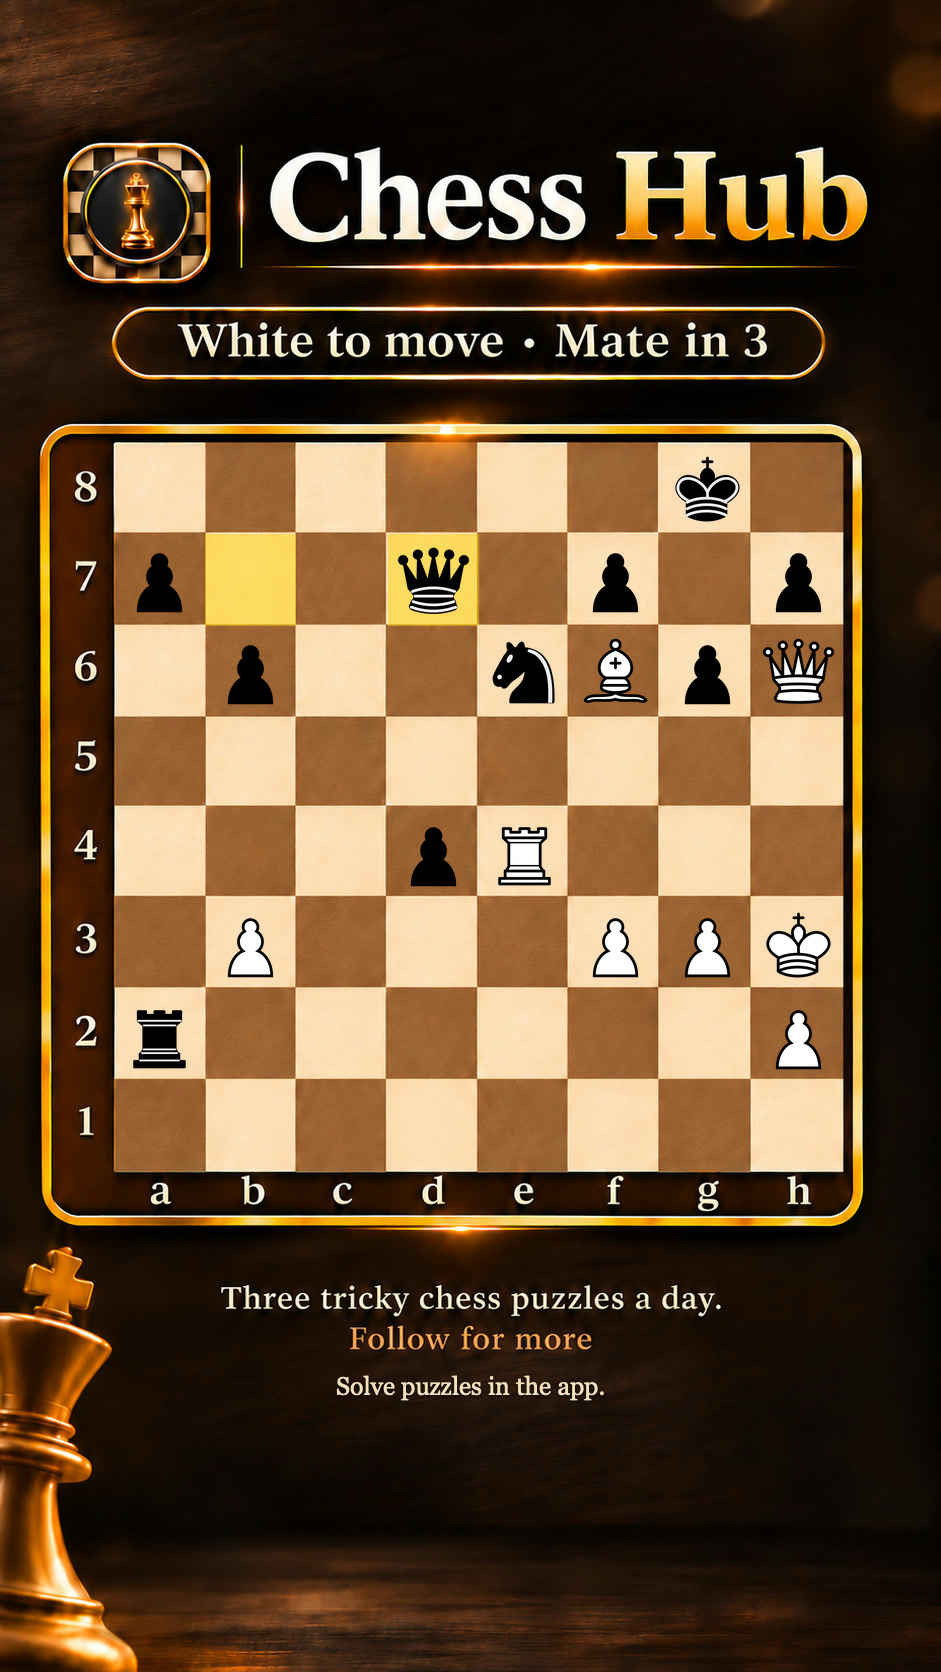 Chess Hub
White to move • Mate in 3
8
7
6
5
4
3
2
1
a b c d e f g h
Three tricky chess puzzles a day.
Follow for more
Solve puzzles in the app.